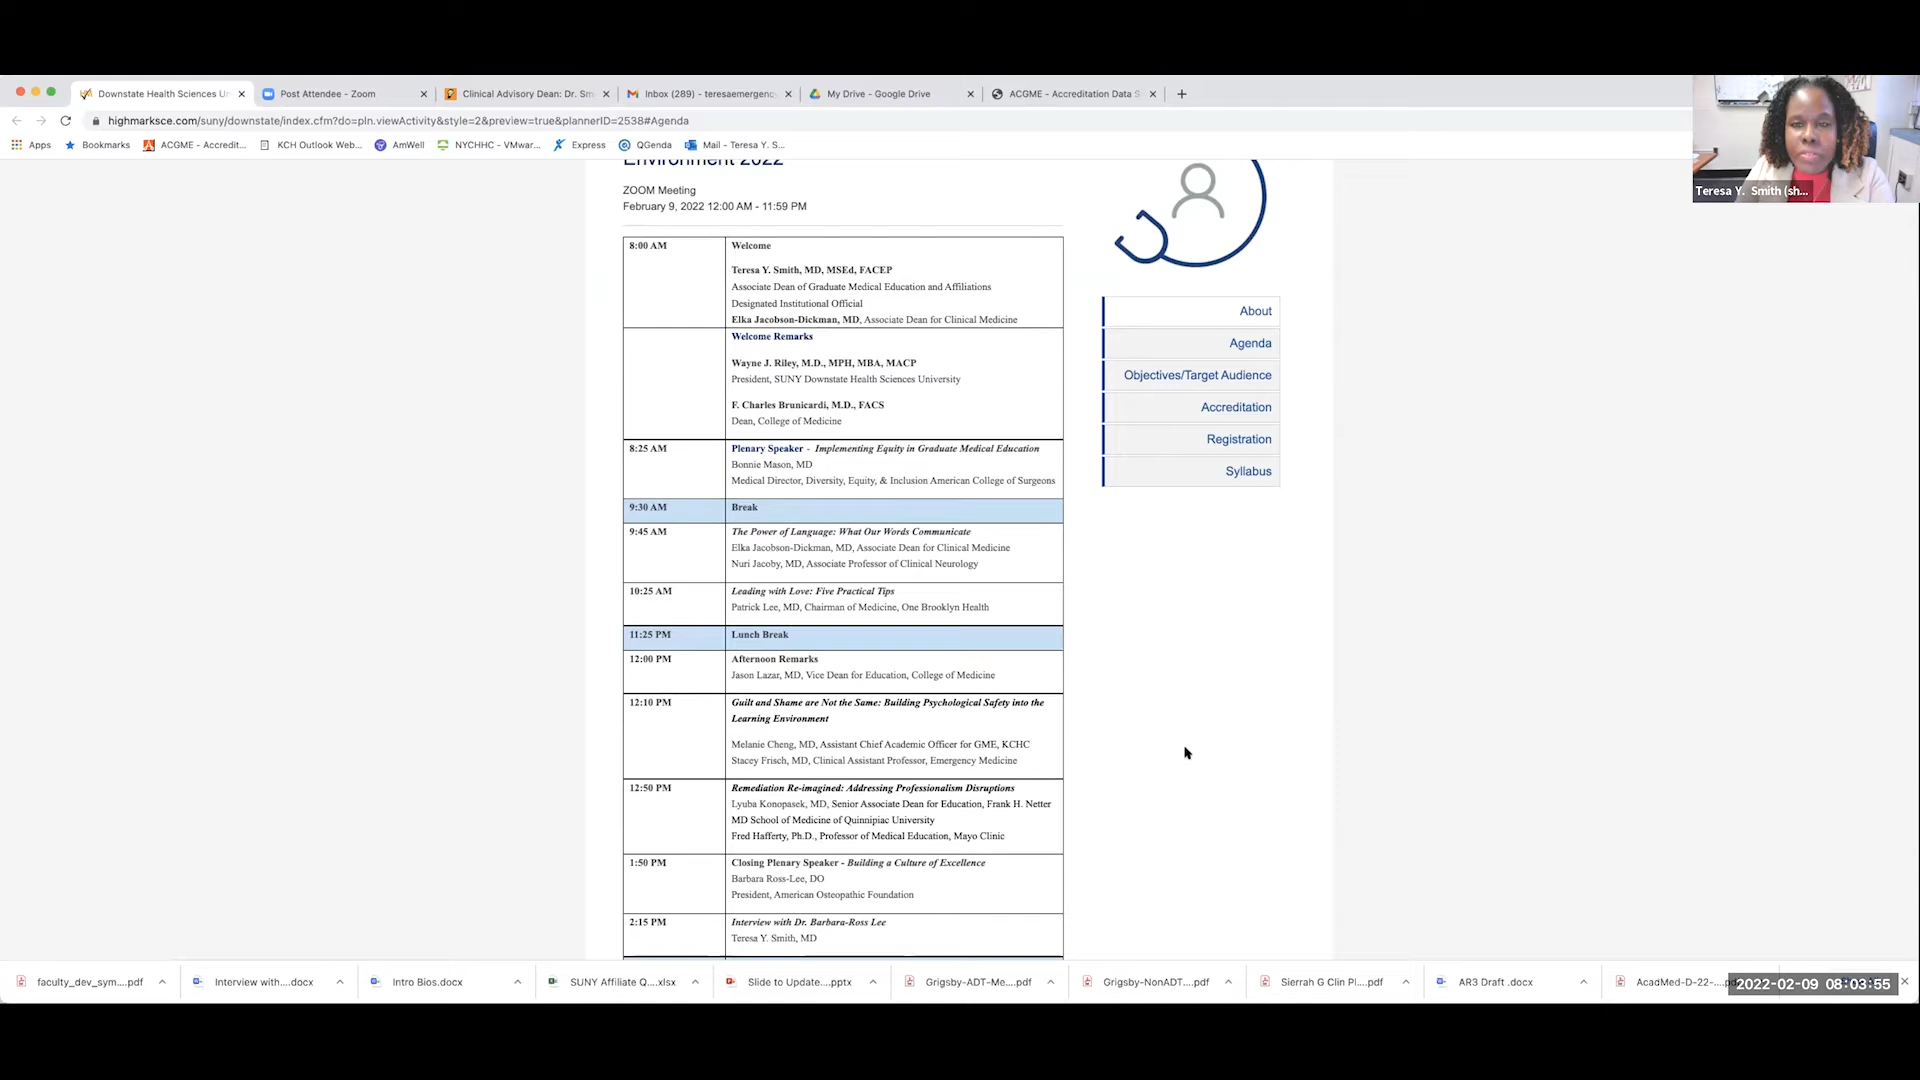 Downstate Health Sciences Un
Post Attendee - Zoom
Clinical Advisory Dean: Dr. Sm
Inbox (289) - teresaemergency
My Drive - Google Drive
ACGME - Accreditation Data S
highmarksce.com/suny/downstate/index.cfm?do=pln.viewActivity&style=2&preview=true&plannerID=2538#Agenda
Apps
Bookmarks
ACGME - Accredit...
KCH Outlook Web...
AmWell
NYCHHC - VMwar...
Express
QGenda
Mail - Teresa Y. S...
Teresa Y. Smith (sh...
Environment 2022
ZOOM Meeting
February 9, 2022 12:00 AM - 11:59 PM
8:00 AM
Welcome
Teresa Y. Smith, MD, MSEd, FACEP
Associate Dean of Graduate Medical Education and Affiliations
Designated Institutional Official
Elka Jacobson-Dickman, MD, Associate Dean for Clinical Medicine
Welcome Remarks
Wayne J. Riley, M.D., MPH, MBA, MACP
President, SUNY Downstate Health Sciences University
F. Charles Brunicardi, M.D., FACS
Dean, College of Medicine
8:25 AM
Plenary Speaker - Implementing Equity in Graduate Medical Education
Bonnie Mason, MD
Medical Director, Diversity, Equity, & Inclusion American College of Surgeons
9:30 AM
Break
9:45 AM
The Power of Language: What Our Words Communicate
Elka Jacobson-Dickman, MD, Associate Dean for Clinical Medicine
Nuri Jacoby, MD, Associate Professor of Clinical Neurology
10:25 AM
Leading with Love: Five Practical Tips
Patrick Lee, MD, Chairman of Medicine, One Brooklyn Health
11:25 PM
Lunch Break
12:00 PM
Afternoon Remarks
Jason Lazar, MD, Vice Dean for Education, College of Medicine
12:10 PM
Guilt and Shame are Not the Same: Building Psychological Safety into the
Learning Environment
Melanie Cheng, MD, Assistant Chief Academic Officer for GME, KCHC
Stacey Frisch, MD, Clinical Assistant Professor, Emergency Medicine
12:50 PM
Remediation Re-imagined: Addressing Professionalism Disruptions
Lyuba Konopasek, MD, Senior Associate Dean for Education, Frank H. Netter
MD School of Medicine of Quinnipiac University
Fred Hafferty, Ph.D., Professor of Medical Education, Mayo Clinic
1:50 PM
Closing Plenary Speaker - Building a Culture of Excellence
Barbara Ross-Lee, DO
President, American Osteopathic Foundation
2:15 PM
Interview with Dr. Barbara-Ross Lee
Teresa Y. Smith, MD
About
Agenda
Objectives/Target Audience
Accreditation
Registration
Syllabus
faculty_dev_sym....pdf
Interview with....docx
Intro Bios.docx
SUNY Affiliate Q....xlsx
Slide to Update....pptx
Grigsby-ADT-Me....pdf
Grigsby-NonADT....pdf
Sierrah G Clin Pl....pdf
AR3 Draft .docx
AcadMed-D-22-....pdf
2022-02-09 08:03:55